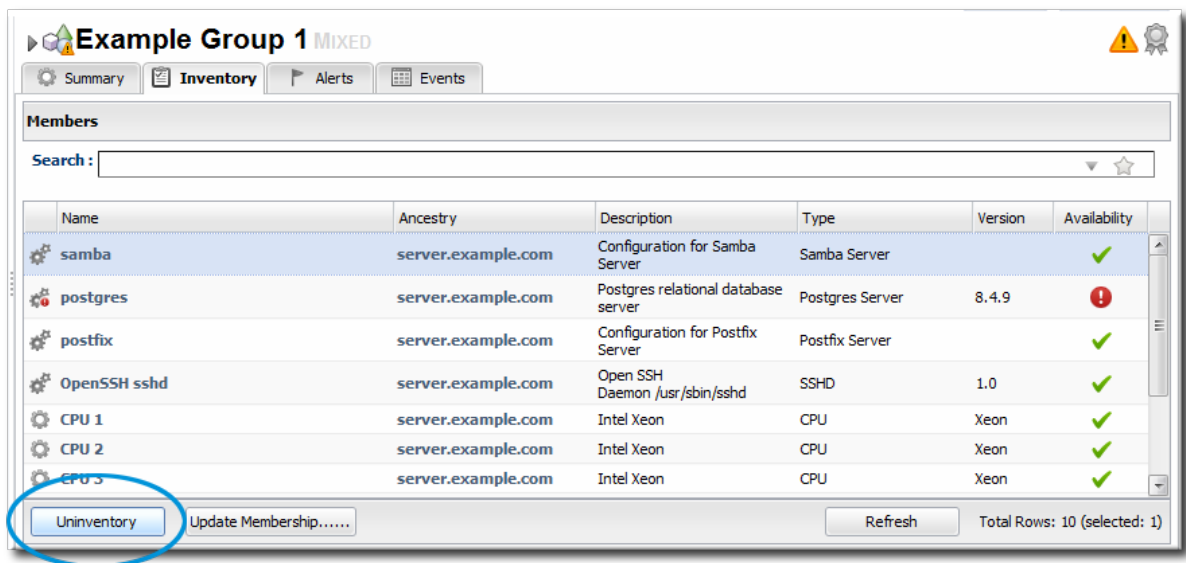 Example Group 1 MIXED
Summary Inventory Alerts Events
Members
Search :
Name Ancestry Description Type Version Availability
samba server.example.com Configuration for Samba Server Samba Server
postgres server.example.com Postgres relational database server Postgres Server 8.4.9
postfix server.example.com Configuration for Postfix Server Postfix Server
OpenSSH sshd server.example.com Open SSH Daemon /usr/sbin/sshd SSHD 1.0
CPU 1 server.example.com Intel Xeon CPU Xeon
CPU 2 server.example.com Intel Xeon CPU Xeon
CPU 3 server.example.com Intel Xeon CPU Xeon
Uninventory Update Membership...... Refresh Total Rows: 10 (selected: 1)